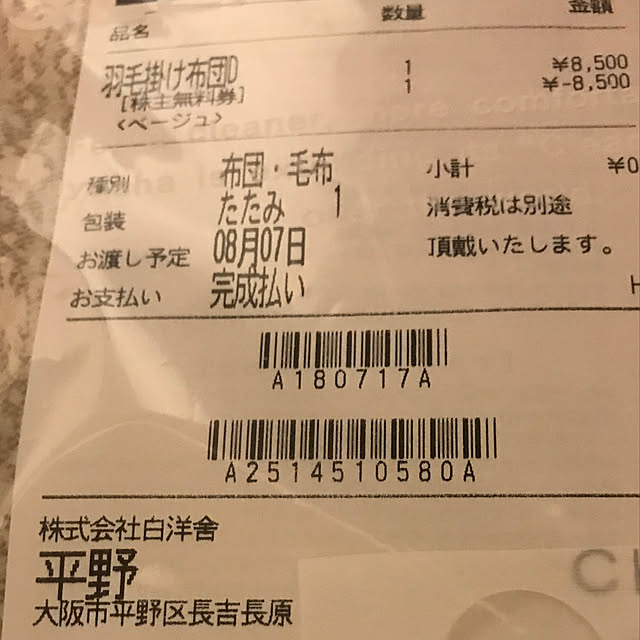 品名 数量 金額
羽毛掛け布団D 1 ¥8,500
[株主無料券] 1 ¥-8,500
<ベージュ>
種別 布団・毛布 小計 ¥0
包装 たたみ 1 消費税は別途
お渡し予定 08月07日 頂戴いたします。
お支払い 完成払い H
A180717A
A2514510580A
株式会社白洋舎
平野
大阪市平野区長吉長原